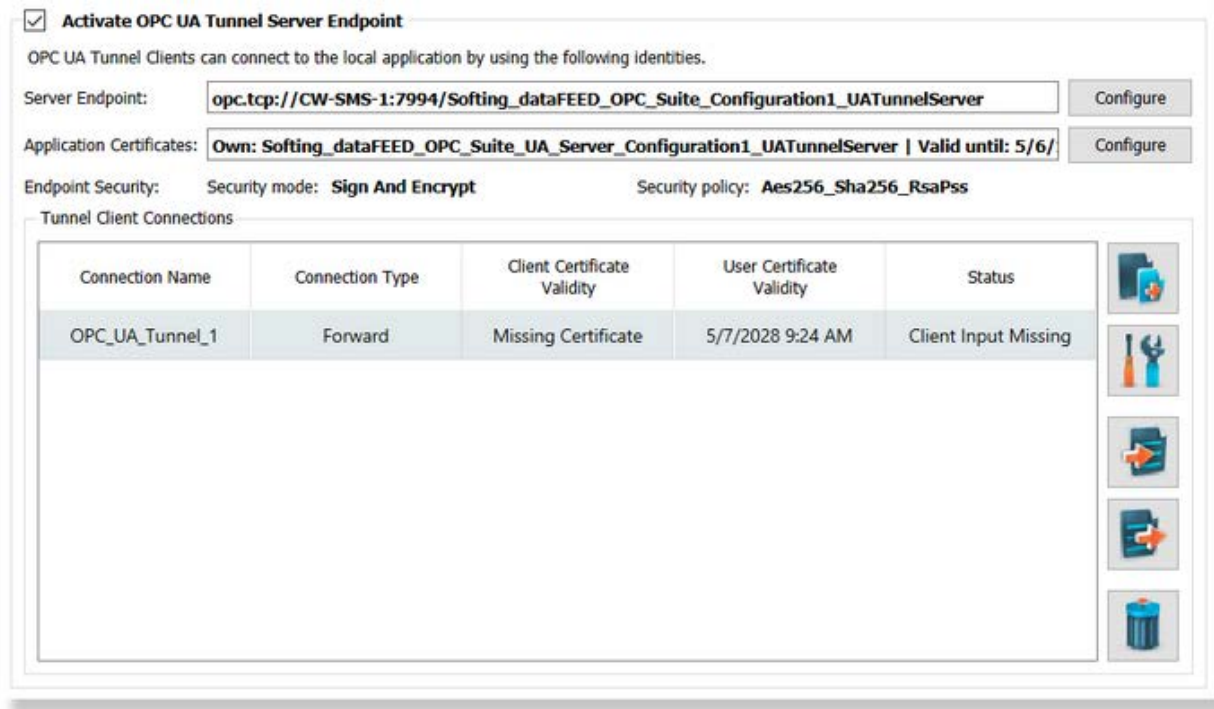 Activate OPC UA Tunnel Server Endpoint
OPC UA Tunnel Clients can connect to the local application by using the following identities.
Server Endpoint: opc.tcp://CW-SMS-1:7994/Softing_dataFEED_OPC_Suite_Configuration1_UATunnelServer Configure
Application Certificates: Own: Softing_dataFEED_OPC_Suite_UA_Server_Configuration1_UATunnelServer | Valid until: 5/6/ Configure
Endpoint Security: Security mode: Sign And Encrypt Security policy: Aes256_Sha256_RsaPss
Tunnel Client Connections
Connection Name Connection Type Client Certificate Validity User Certificate Validity Status
OPC_UA_Tunnel_1 Forward Missing Certificate 5/7/2028 9:24 AM Client Input Missing